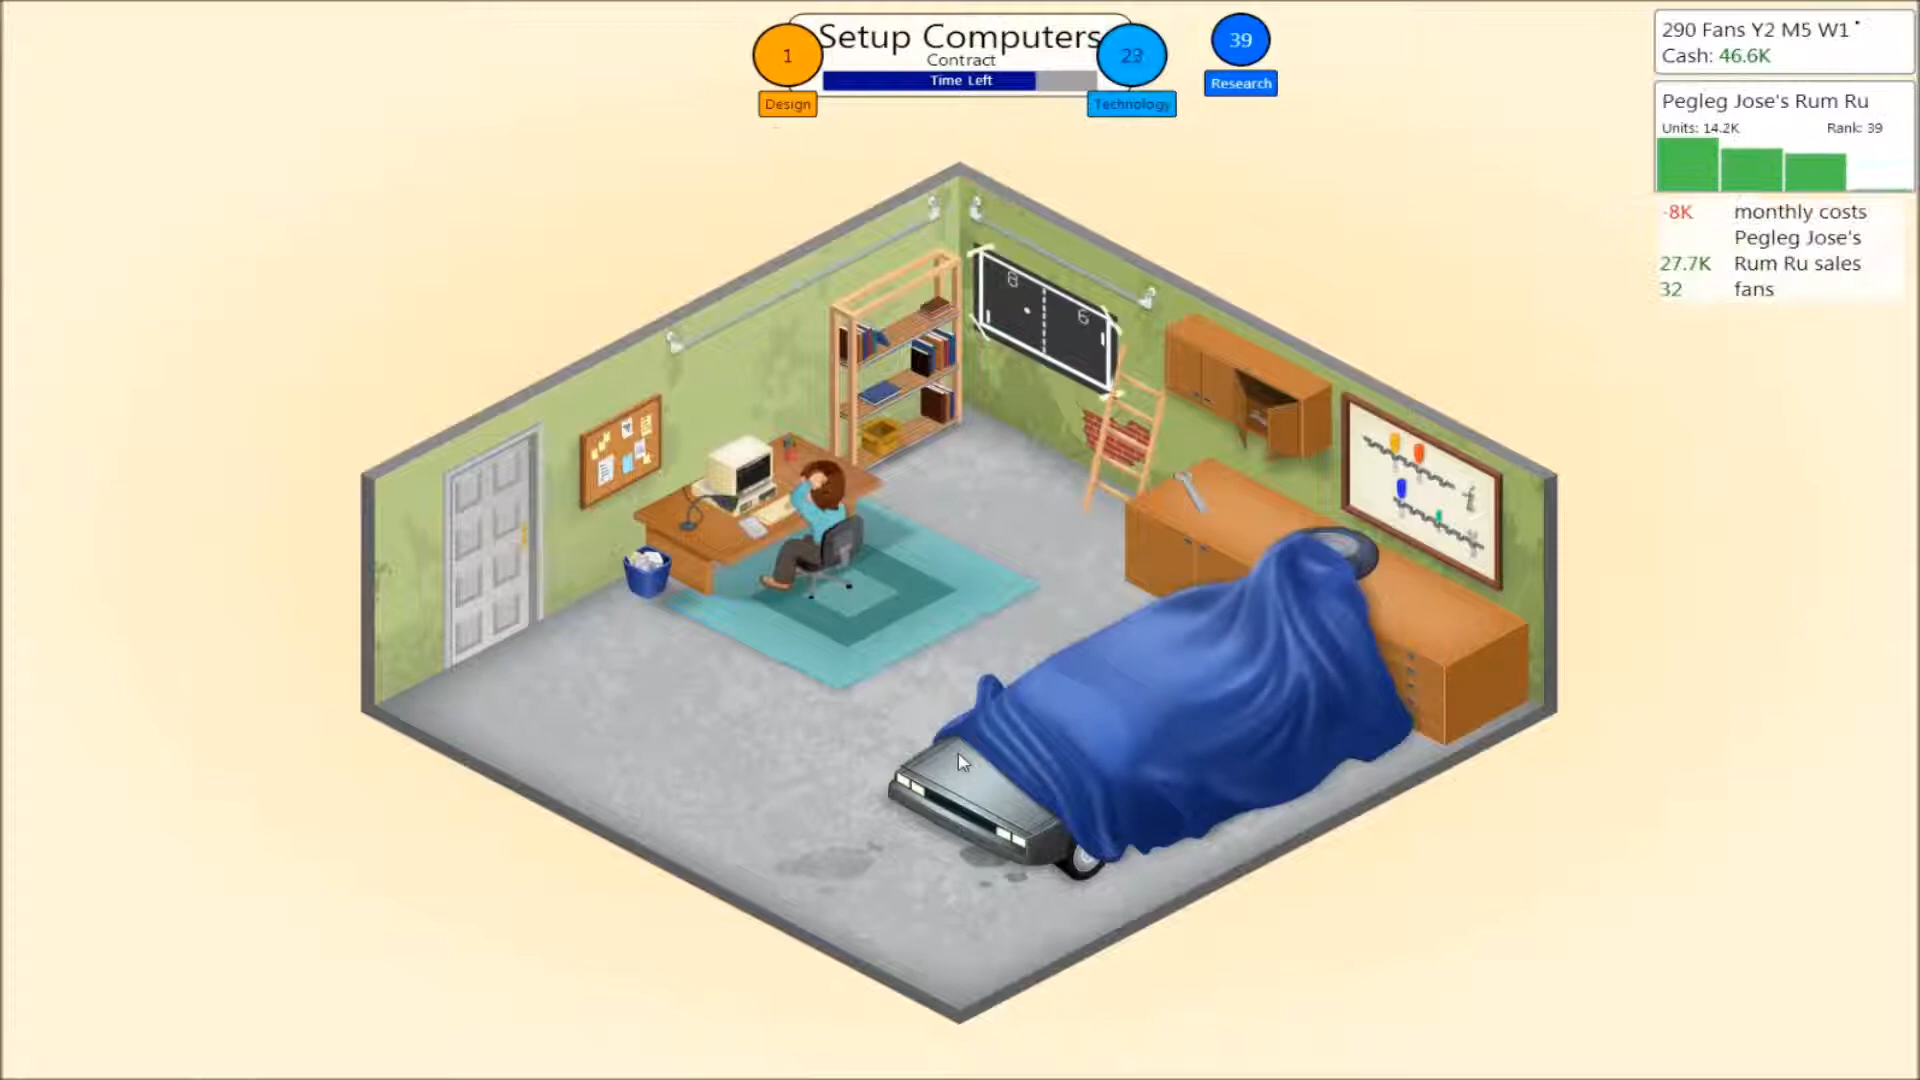 Setup Computers
Contract
Time Left
1
Design
23
Technology
39
Research
290 Fans Y2 M5 W1
Cash: 46.6K
Pegleg Jose's Rum Ru
Units: 14.2K Rank: 39
-8K monthly costs
Pegleg Jose's
27.7K Rum Ru sales
32 fans
8
6